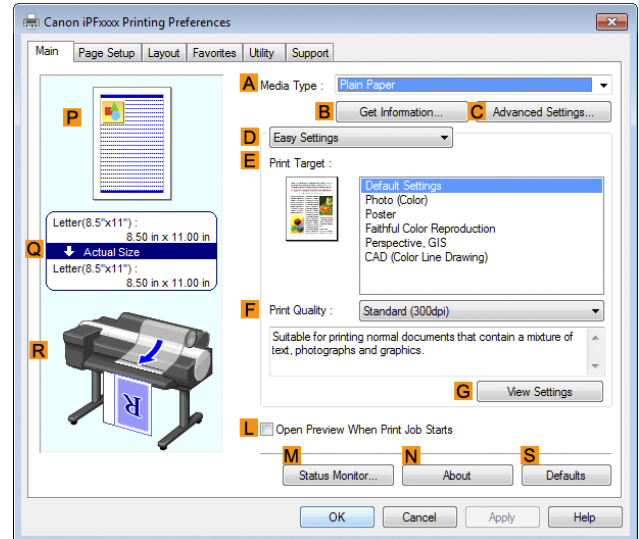 Canon iPFxxxx Printing Preferences
Main Page Setup Layout Favorites Utility Support
A Media Type : Plain Paper
B Get Information... C Advanced Settings...
D Easy Settings
E Print Target :
Default Settings
Photo (Color)
Poster
Faithful Color Reproduction
Perspective, GIS
CAD (Color Line Drawing)
P
Letter(8.5"x11") :
8.50 in x 11.00 in
Q Actual Size
Letter(8.5"x11") :
8.50 in x 11.00 in
F Print Quality : Standard (300dpi)
Suitable for printing normal documents that contain a mixture of
text, photographs and graphics.
G View Settings
R
R
L Open Preview When Print Job Starts
M Status Monitor... N About S Defaults
OK Cancel Apply Help